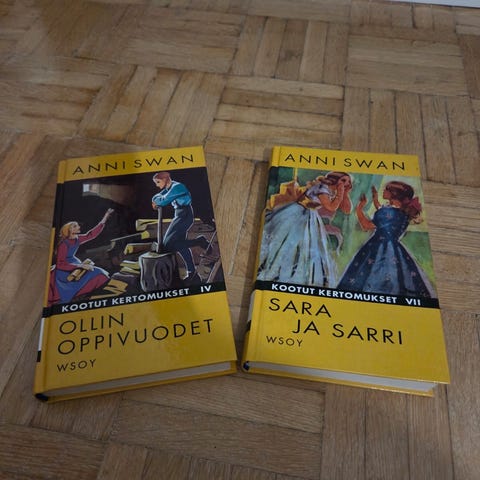 ANNI SWAN
KOOTUT KERTOMUKSET IV
OLLIN
OPPIVUODET
WSOY
ANNI SWAN
KOOTUT KERTOMUKSET VII
SARA
JA SARRI
WSOY